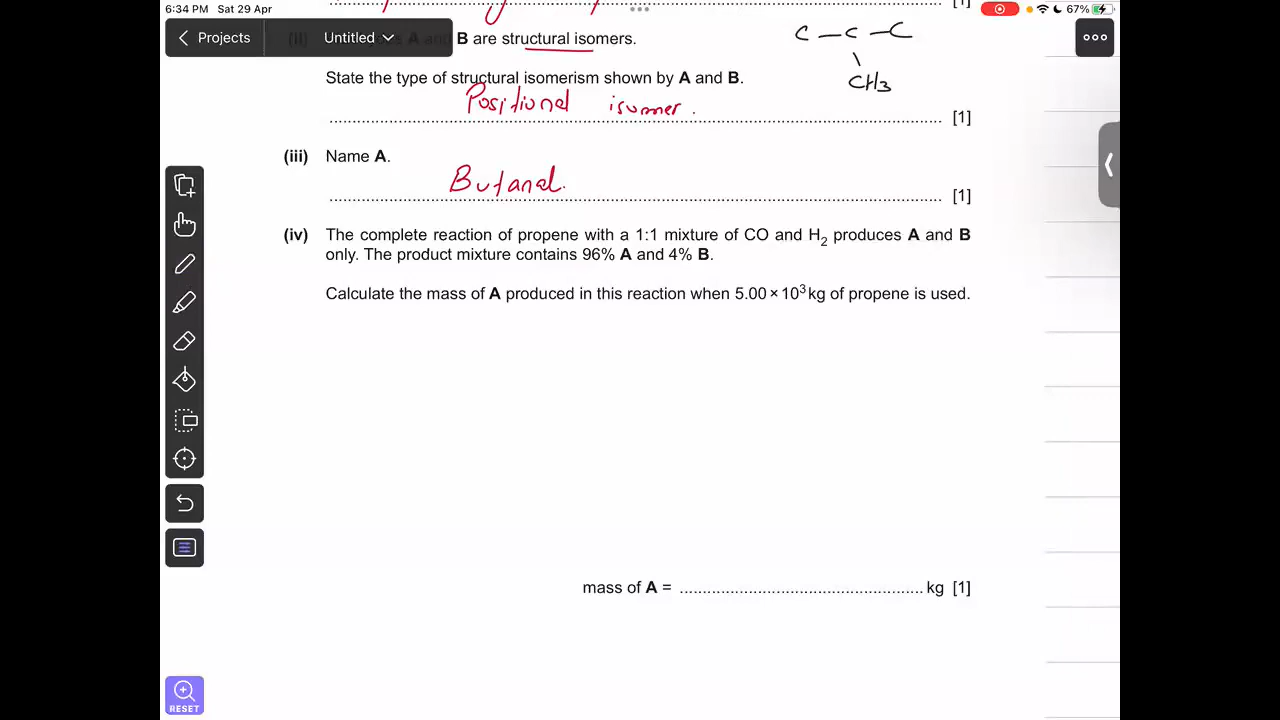 6:34 PM Sat 29 Apr
67%
[1]
Projects
Untitled
B are structural isomers.
C – C – C
\
CH3
State the type of structural isomerism shown by A and B.
Positional isomer.
[1]
(iii) Name A.
Butanal.
[1]
(iv) The complete reaction of propene with a 1:1 mixture of CO and H2 produces A and B
only. The product mixture contains 96% A and 4% B.
Calculate the mass of A produced in this reaction when 5.00 × 10³ kg of propene is used.
mass of A = .................................................... kg [1]
RESET